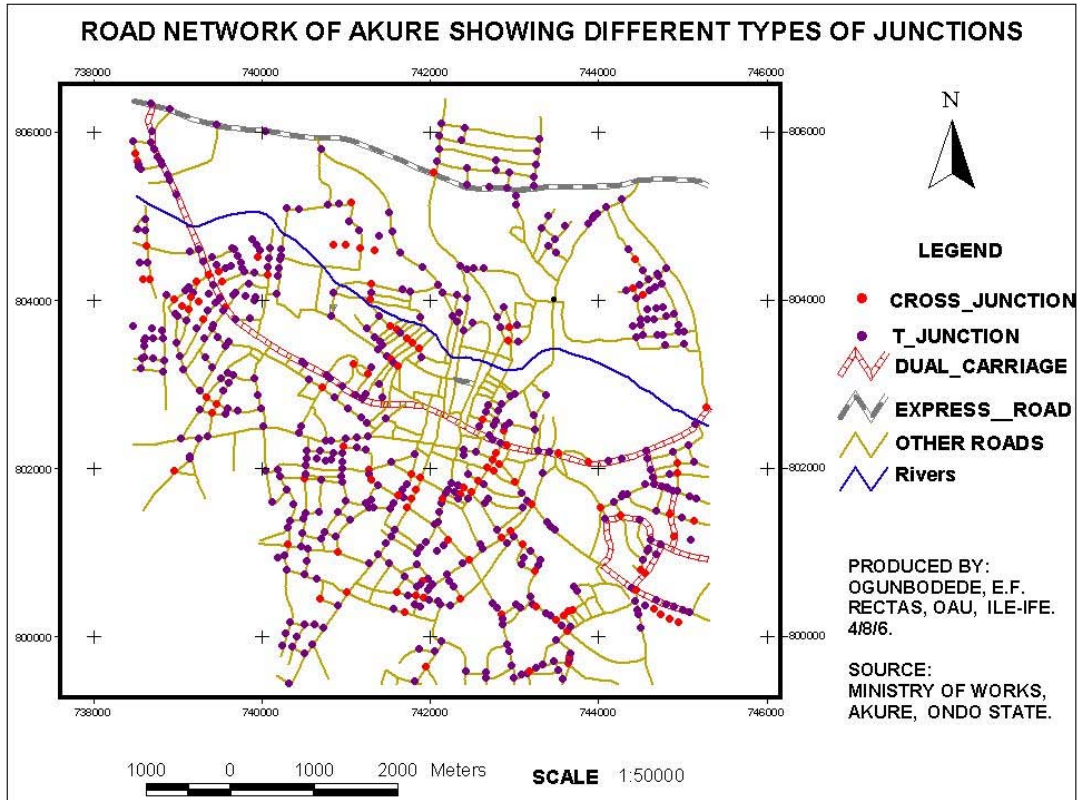 ROAD NETWORK OF AKURE SHOWING DIFFERENT TYPES OF JUNCTIONS
738000 740000 742000 744000 746000
806000 806000
804000 804000
802000 802000
800000 800000
738000 740000 742000 744000 746000
N
LEGEND
CROSS_JUNCTION
T_JUNCTION
DUAL_CARRIAGE
EXPRESS__ROAD
OTHER ROADS
Rivers
PRODUCED BY:
OGUNBODEDE, E.F.
RECTAS, OAU, ILE-IFE.
4/8/6.
SOURCE:
MINISTRY OF WORKS,
AKURE, ONDO STATE.
1000 0 1000 2000 Meters
SCALE 1:50000